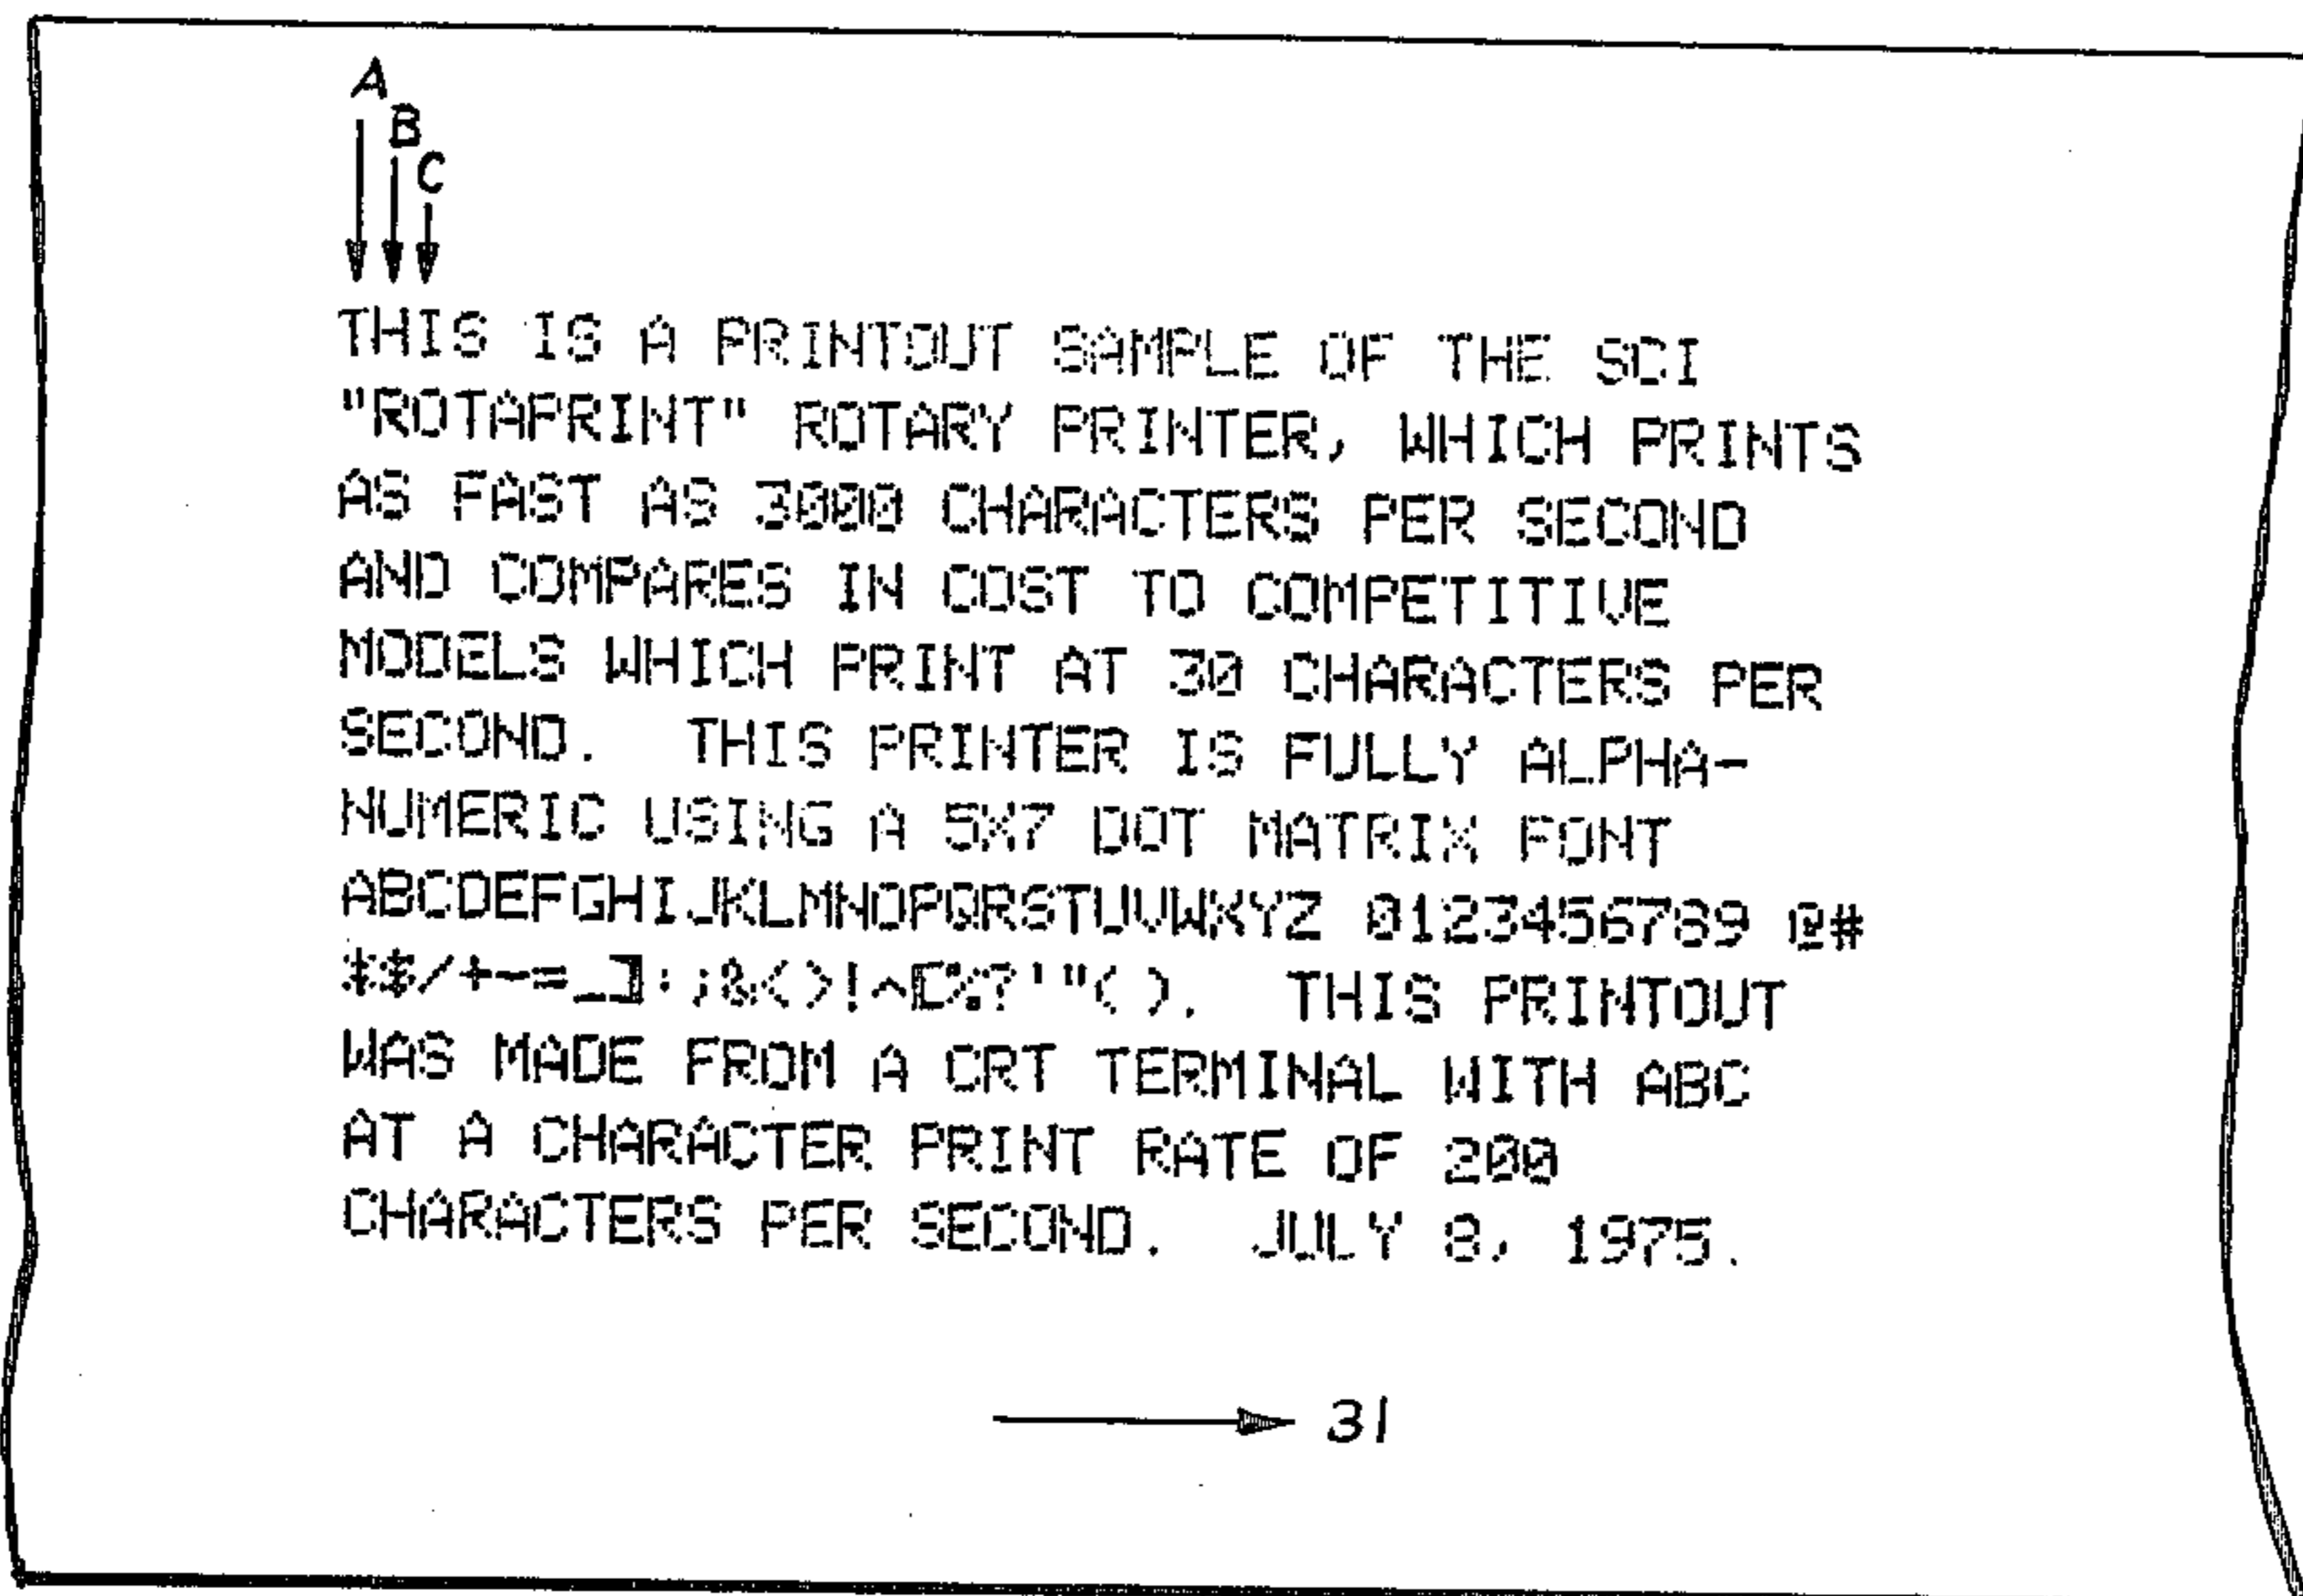 A
B
C
THIS IS A PRINTOUT SAMPLE OF THE SCI
"ROTAPRINT" ROTARY PRINTER, WHICH PRINTS
AS FAST AS 3000 CHARACTERS PER SECOND
AND COMPARES IN COST TO COMPETITIVE
MODELS WHICH PRINT AT 30 CHARACTERS PER
SECOND.  THIS PRINTER IS FULLY ALPHA-
NUMERIC USING A 5X7 DOT MATRIX FONT
ABCDEFGHIJKLMNOPQRSTUVWXYZ 0123456789 @#
*$/+-=_]:;&<>!^[%?'"().  THIS PRINTOUT
WAS MADE FROM A CRT TERMINAL WITH ABC
AT A CHARACTER PRINT RATE OF 200
CHARACTERS PER SECOND.  JULY 8, 1975.
31